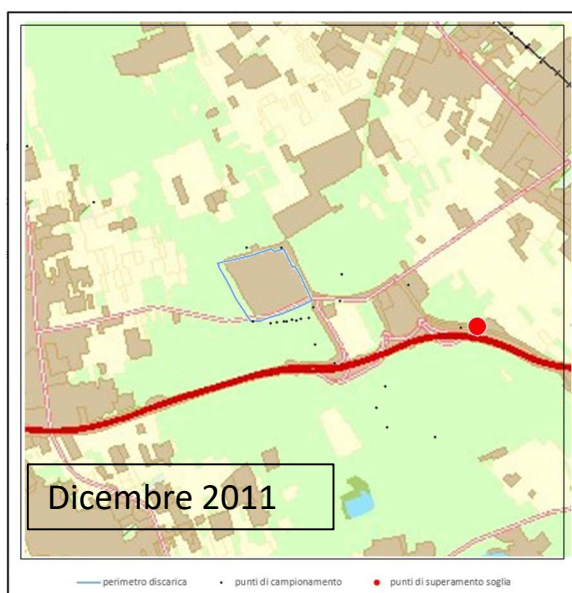 Dicembre 2011
perimetro discarica punti di campionamento punti di superamento soglia